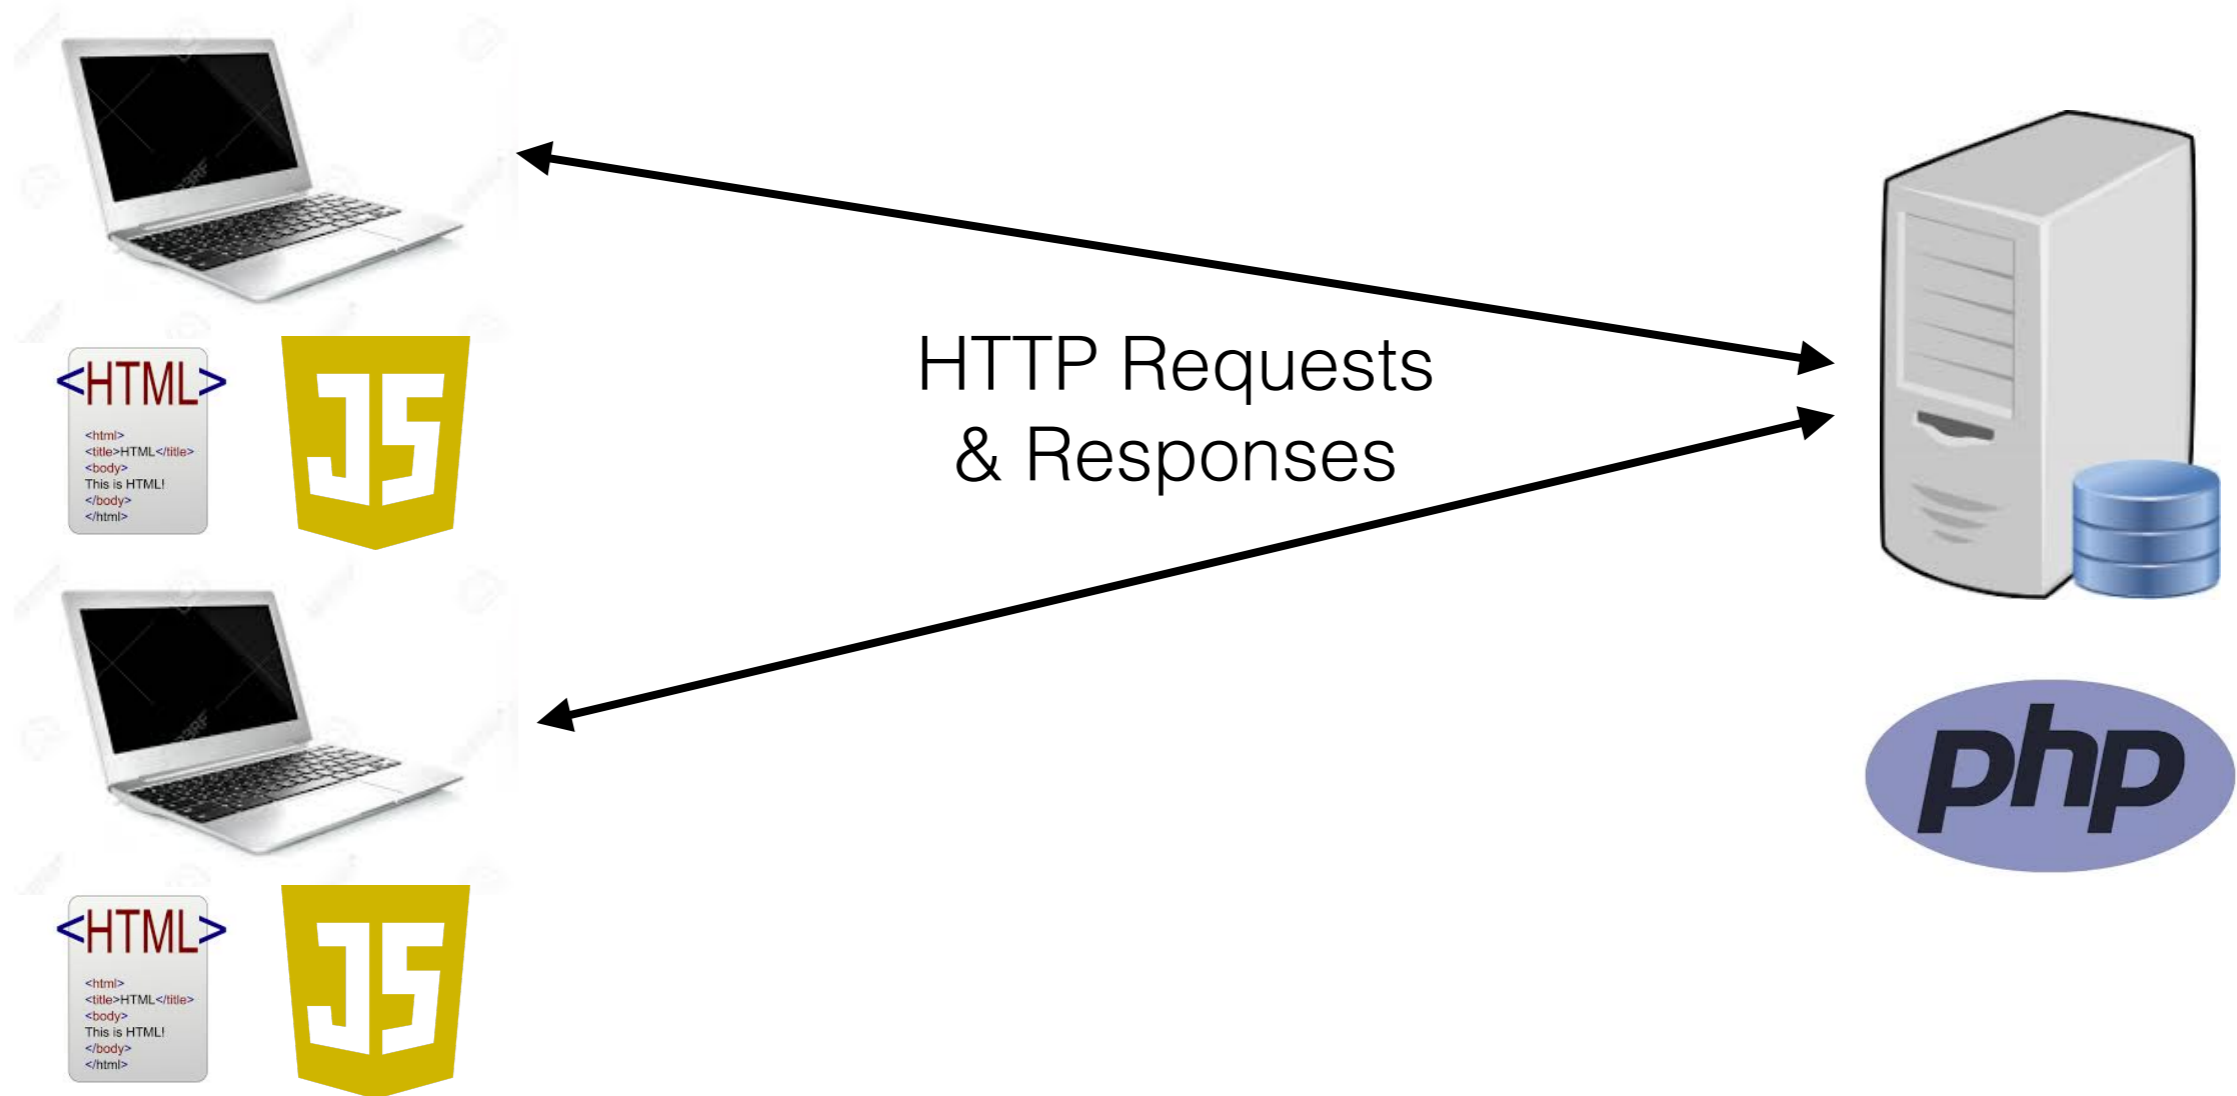 <HTML>
<html>
<title>HTML</title>
<body>
This is HTML!
</body>
</html>
JS
HTTP Requests
& Responses
php
<HTML>
<html>
<title>HTML</title>
<body>
This is HTML!
</body>
</html>
JS